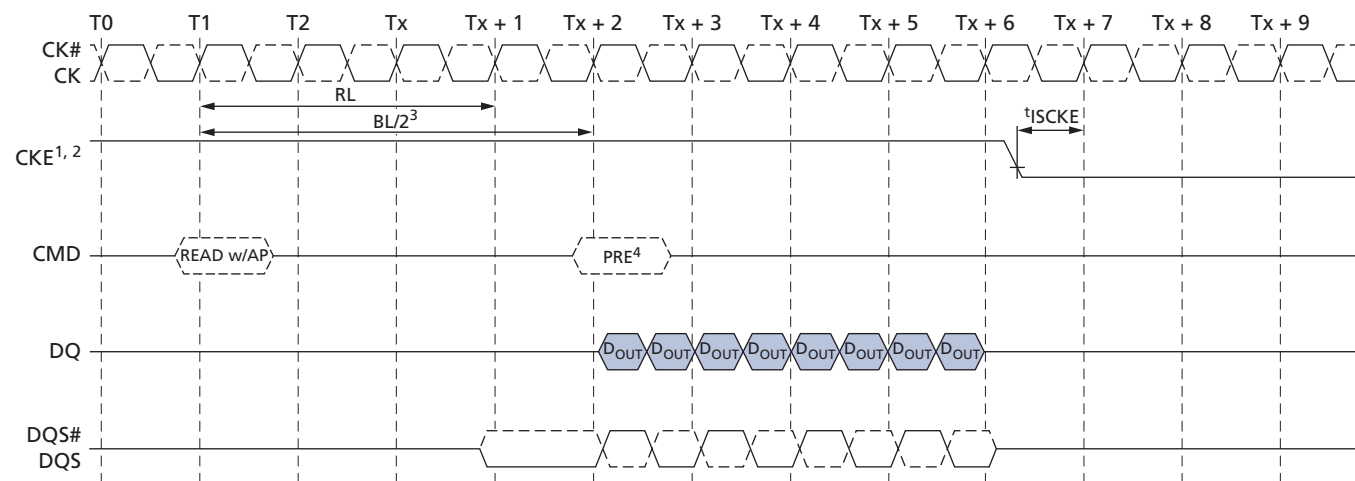 T0 T1 T2 Tx Tx + 1 Tx + 2 Tx + 3 Tx + 4 Tx + 5 Tx + 6 Tx + 7 Tx + 8 Tx + 9
CK#
CK
RL
BL/2³
tISCKE
CKE1, 2
CMD
READ w/AP
PRE⁴
DQ
DOUT DOUT DOUT DOUT DOUT DOUT DOUT DOUT
DQS#
DQS